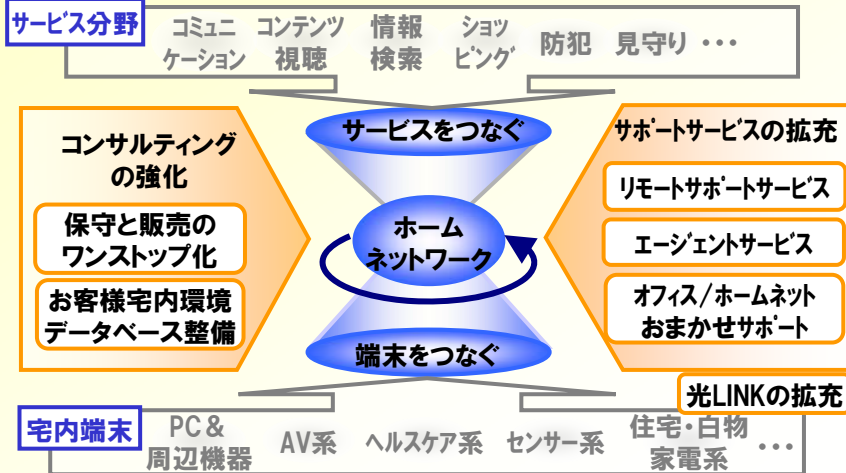 サービス分野
コミュニ
ケーション
コンテンツ
視聴
情報
検索
ショッ
ピング
防犯
見守り
・・・
コンサルティング
の強化
保守と販売の
ワンストップ化
お客様宅内環境
データベース整備
サービスをつなぐ
ホーム
ネットワーク
端末をつなぐ
サポートサービスの拡充
リモートサポートサービス
エージェントサービス
オフィス/ホームネット
おまかせサポート
光LINKの拡充
宅内端末
PC&
周辺機器
AV系
ヘルスケア系
センサー系
住宅・白物
家電系
・・・